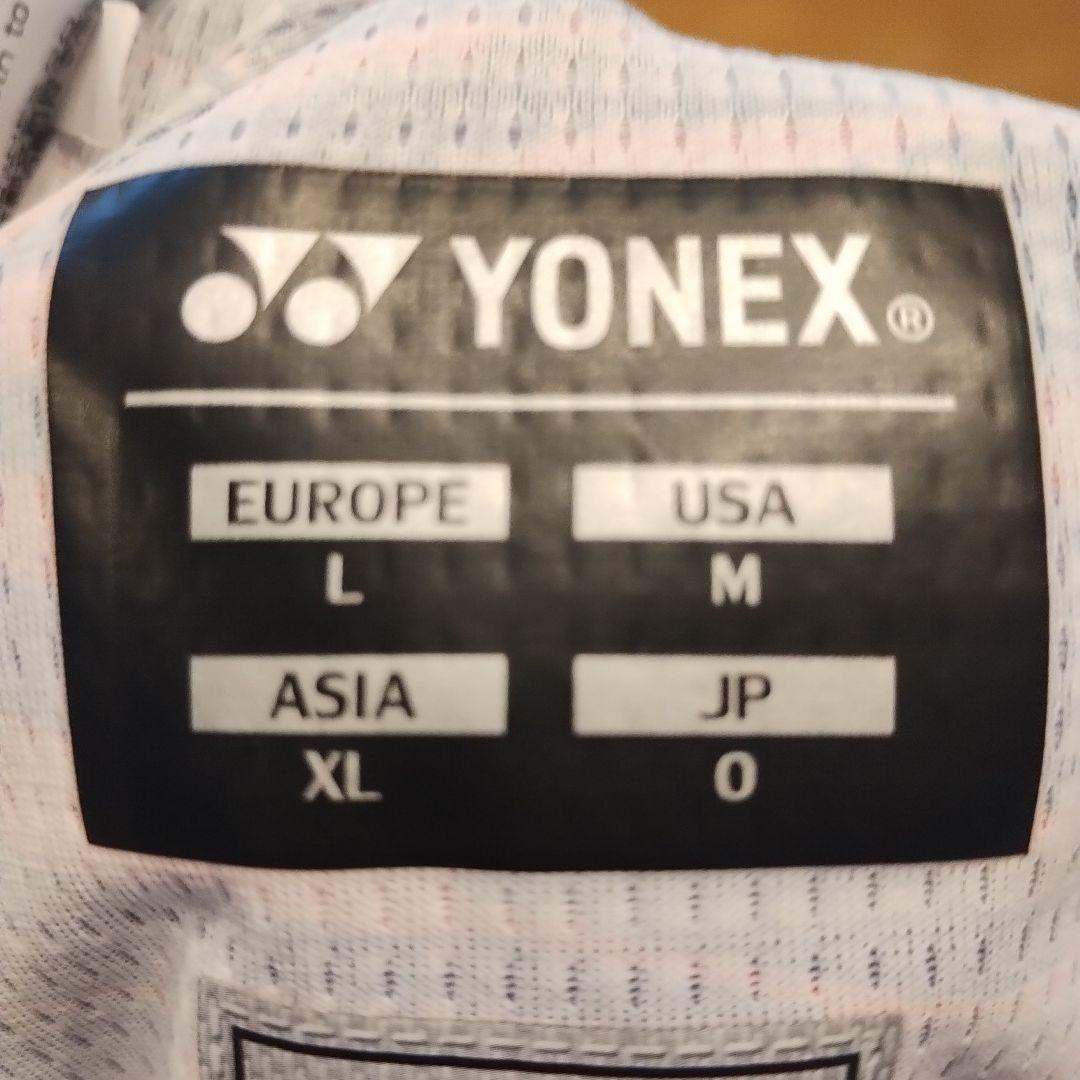 YONEX®
EUROPE USA
L M
ASIA JP
XL O